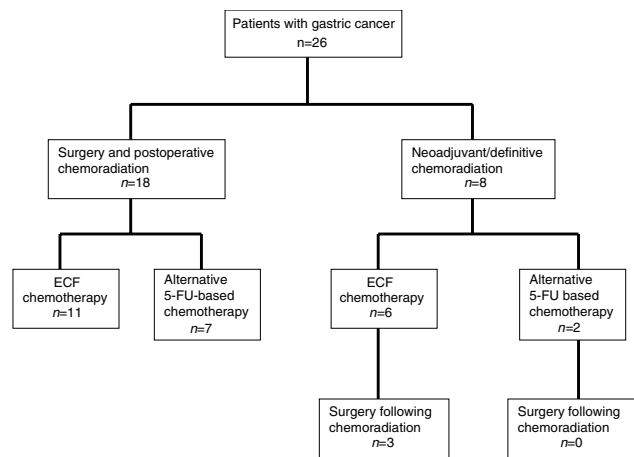 Patients with gastric cancer
n=26
Surgery and postoperative
chemoradiation
n=18
Neoadjuvant/definitive
chemoradiation
n=8
ECF
chemotherapy
n=11
Alternative
5-FU-based
chemotherapy
n=7
ECF
chemotherapy
n=6
Alternative
5-FU based
chemotherapy
n=2
Surgery following
chemoradiation
n=3
Surgery following
chemoradiation
n=0